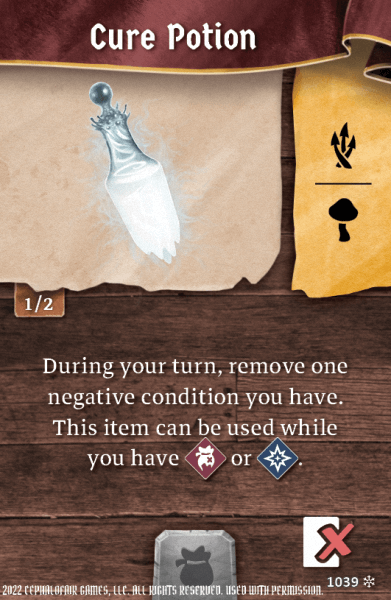 Cure Potion
1/2
During your turn, remove one
negative condition you have.
This item can be used while
you have or .
1039
2022 CEPHALOFAIR GAMES, LLC. ALL RIGHTS RESERVED. USED WITH PERMISSION.